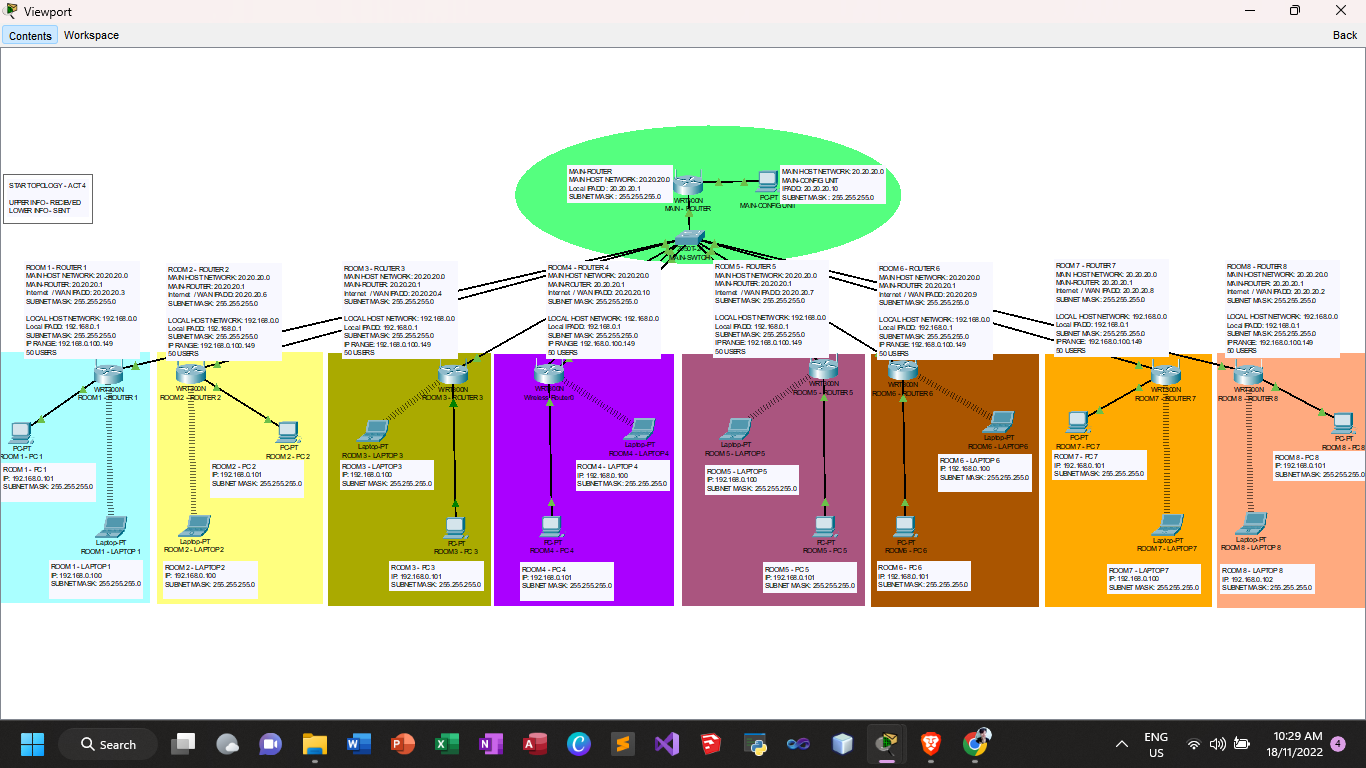 Viewport
Contents
Workspace
Back
STAR TOPOLOGY - ACT 4
UPPER INFO - RECIEVED
LOWER INFO - SENT
MAIN-ROUTER
MAIN HOST NETWORK: 20.20.20.0
Local IPADD : 20.20.20.1
SUBNET MASK : 255.255.255.0
WRT300N
MAIN - ROUTER
MAIN HOST NETWORK: 20.20.20.0
MAIN-CONFIG UNIT
IPADD: 20.20.20.10
SUBNET MASK : 255.255.255.0
PC-PT
MAIN-CONFIG UNIT
MAIN-SWTCH
ROOM 1 - ROUTER 1
MAIN HOST NETWORK: 20.20.20.0
MAIN-ROUTER: 20.20.20.1
Internet / WAN IPADD: 20.20.20.3
SUBNET MASK: 255.255.255.0
LOCAL HOST NETWORK: 192.168.0.0
Local IPADD: 192.168.0.1
SUBNET MASK: 255.255.255.0
IP RANGE: 192.168.0.100.149
50 USERS
ROOM 2 - ROUTER 2
MAIN HOST NETWORK: 20.20.20.0
MAIN-ROUTER: 20.20.20.1
Internet / WAN IPADD: 20.20.20.6
SUBNET MASK: 255.255.255.0
LOCAL HOST NETWORK: 192.168.0.0
Local IPADD: 192.168.0.1
SUBNET MASK: 255.255.255.0
IP RANGE: 192.168.0.100.149
50 USERS
ROOM 3 - ROUTER 3
MAIN HOST NETWORK: 20.20.20.0
MAIN-ROUTER: 20.20.20.1
Internet / WAN IPADD: 20.20.20.4
SUBNET MASK: 255.255.255.0
LOCAL HOST NETWORK: 192.168.0.0
Local IPADD: 192.168.0.1
SUBNET MASK: 255.255.255.0
IP RANGE: 192.168.0.100.149
50 USERS
ROOM4 - ROUTER 4
MAIN HOST NETWORK: 20.20.20.0
MAIN-ROUTER: 20.20.20.1
Internet / WAN IPADD: 20.20.20.10
SUBNET MASK: 255.255.255.0
LOCAL HOST NETWORK: 192.168.0.0
Local IPADD: 192.168.0.1
SUBNET MASK: 255.255.255.0
IP RANGE: 192.168.0.100.149
50 USERS
ROOM 5 - ROUTER 5
MAIN HOST NETWORK: 20.20.20.0
MAIN-ROUTER: 20.20.20.1
Internet / WAN IPADD: 20.20.20.7
SUBNET MASK: 255.255.255.0
LOCAL HOST NETWORK: 192.168.0.0
Local IPADD: 192.168.0.1
SUBNET MASK: 255.255.255.0
IPRANGE: 192.168.0.100.149
50 USERS
ROOM 6 - ROUTER 6
MAIN HOST NETWORK: 20.20.20.0
MAIN-ROUTER: 20.20.20.1
Internet / WAN IPADD: 20.20.20.9
SUBNET MASK: 255.255.255.0
LOCAL HOST NETWORK: 192.168.0.0
Local IPADD: 192.168.0.1
SUBNET MASK: 255.255.255.0
IP RANGE: 192.168.0.100.149
50 USERS
ROOM 7 - ROUTER 7
MAIN HOST NETWORK: 20.20.20.0
MAIN-ROUTER: 20.20.20.1
Internet / WAN IPADD: 20.20.20.8
SUBNET MASK: 255.255.255.0
LOCAL HOST NETWORK: 192.168.0.0
Local IPADD: 192.168.0.1
SUBNET MASK: 255.255.255.0
IP RANGE: 192.168.0.100.149
50 USERS
ROOM 8 - ROUTER 8
MAIN HOST NETWORK: 20.20.20.0
MAIN-ROUTER: 20.20.20.1
Internet / WAN IPADD: 20.20.20.2
SUBNET MASK: 255.255.255.0
LOCAL HOST NETWORK: 192.168.0.0
Local IPADD: 192.168.0.1
SUBNET MASK: 255.255.255.0
IP RANGE: 192.168.0.100.149
50 USERS
WRT300N
ROOM1 - ROUTER 1
PC-PT
ROOM 1 - PC 1
ROOM 1 - PC 1
IP: 192.168.0.101
SUBNET MASK: 255.255.255.0
Laptop-PT
ROOM1 - LAPTOP 1
ROOM 1 - LAPTOP1
IP: 192.168.0.100
SUBNET MASK: 255.255.255.0
WRT300N
ROOM2 - ROUTER 2
PC-PT
ROOM 2 - PC 2
ROOM2 - PC 2
IP: 192.168.0.101
SUBNET MASK: 255.255.255.0
Laptop-PT
ROOM 2 - LAPTOP2
ROOM 2 - LAPTOP2
IP: 192.168.0.100
SUBNET MASK: 255.255.255.0
WRT300N
ROOM 3 - ROUTER 3
Laptop-PT
ROOM 3 - LAPTOP 3
ROOM3 - LAPTOP3
IP: 192.168.0.100
SUBNET MASK: 255.255.255.0
PC-PT
ROOM 3 - PC 3
ROOM 3 - PC3
IP: 192.168.0.101
SUBNET MASK: 255.255.255.0
WRT300N
Wireless Router0
Laptop-PT
ROOM4 - LAPTOP 4
ROOM 4 - LAPTOP 4
IP: 192.168.0.100
SUBNET MASK: 255.255.255.0
PC-PT
ROOM4 - PC 4
ROOM4 - PC 4
IP: 192.168.0.101
SUBNET MASK: 255.255.255.0
WRT300N
ROOM5 - ROUTER 5
Laptop-PT
ROOM 5 - LAPTOP5
ROOM 5 - LAPTOP5
IP: 192.168.0.100
SUBNET MASK: 255.255.255.0
PC-PT
ROOM5 - PC 5
ROOM5 - PC 5
IP: 192.168.0.101
SUBNET MASK: 255.255.255.0
WRT300N
ROOM6 - ROUTER 6
Laptop-PT
ROOM 6 - LAPTOP6
ROOM 6 - LAPTOP 6
IP: 192.168.0.100
SUBNET MASK: 255.255.255.0
PC-PT
ROOM6 - PC 6
ROOM 6 - PC 6
IP: 192.168.0.101
SUBNET MASK: 255.255.255.0
WRT300N
ROOM7 - ROUTER 7
PC-PT
ROOM 7 - PC7
ROOM 7 - PC 7
IP: 192.168.0.101
SUBNET MASK: 255.255.255.0
Laptop-PT
ROOM 7 - LAPTOP7
ROOM7 - LAPTOP7
IP: 192.168.0.100
SUBNET MASK: 255.255.255.0
WRT300N
ROOM 8 - ROUTER 8
PC-PT
ROOM 8 - PC8
ROOM 8 - PC8
IP: 192.168.0.101
SUBNET MASK: 255.255.255.0
Laptop-PT
ROOM 8 - LAPTOP 8
ROOM 8 - LAPTOP 8
IP: 192.168.0.102
SUBNET MASK: 255.255.255.0
Search
ENG
US
10:29 AM
18/11/2022
4